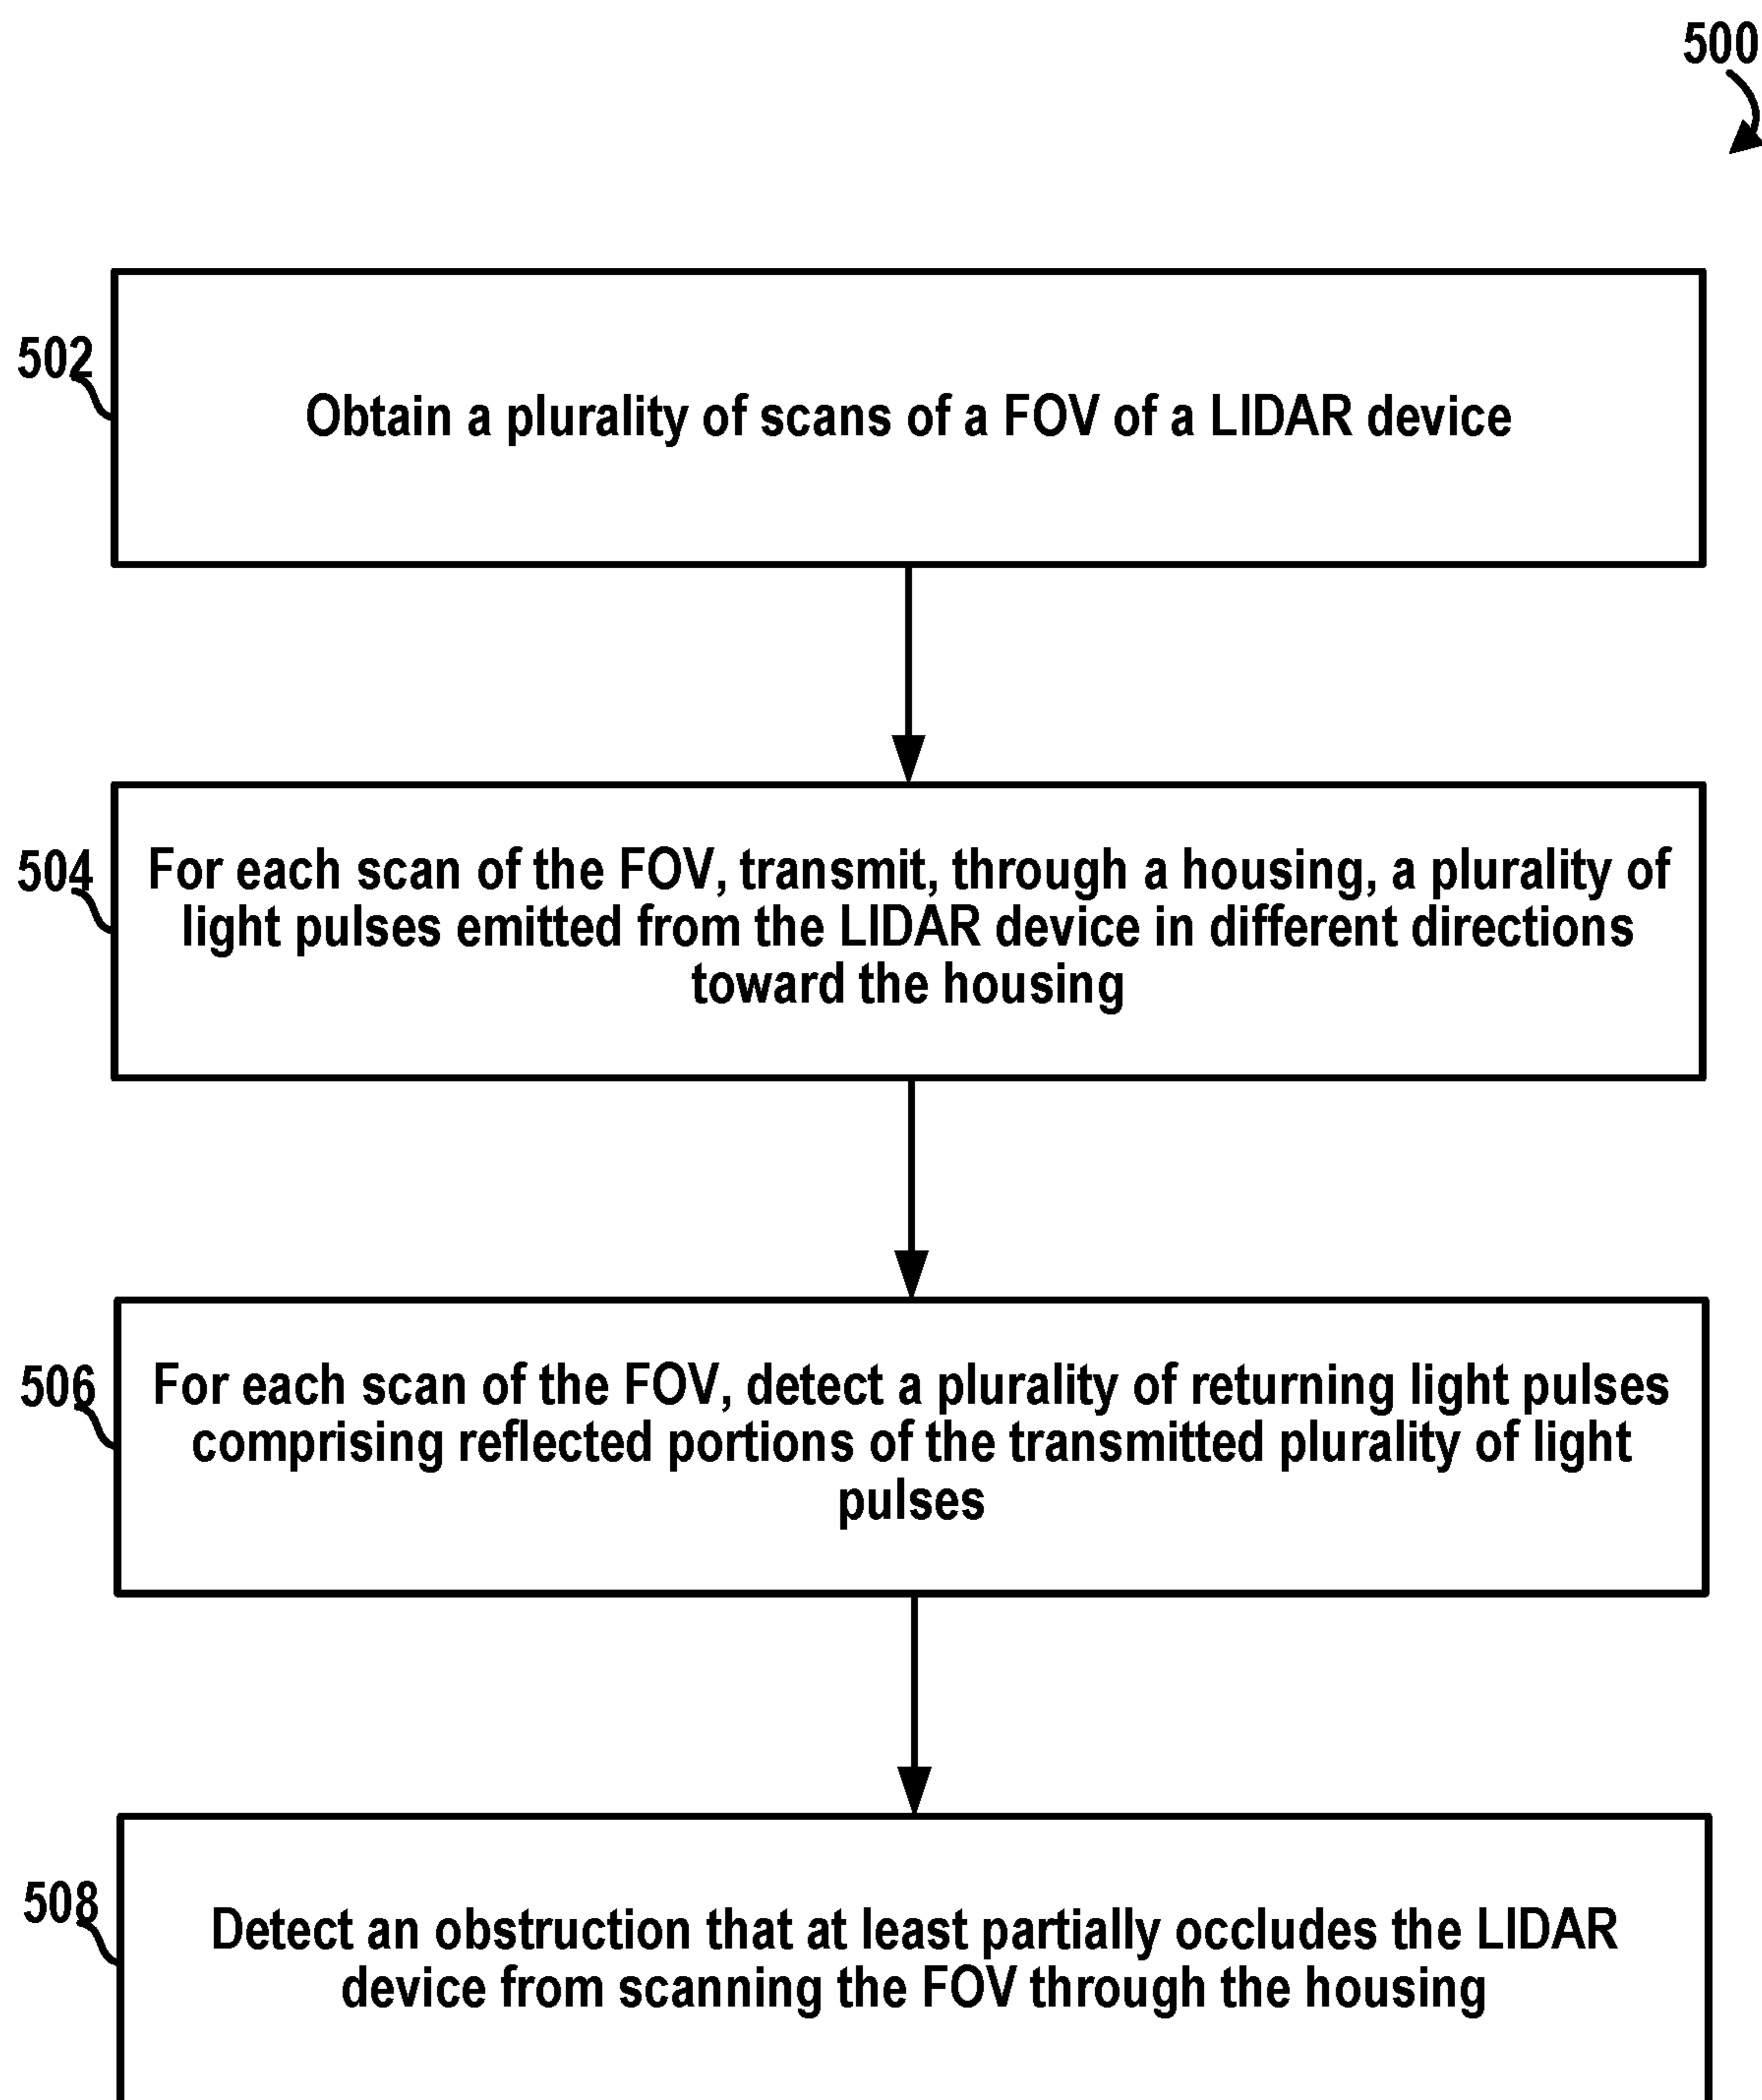 500
502
Obtain a plurality of scans of a FOV of a LIDAR device
504
For each scan of the FOV, transmit, through a housing, a plurality of
light pulses emitted from the LIDAR device in different directions
toward the housing
506
For each scan of the FOV, detect a plurality of returning light pulses
comprising reflected portions of the transmitted plurality of light
pulses
508
Detect an obstruction that at least partially occludes the LIDAR
device from scanning the FOV through the housing